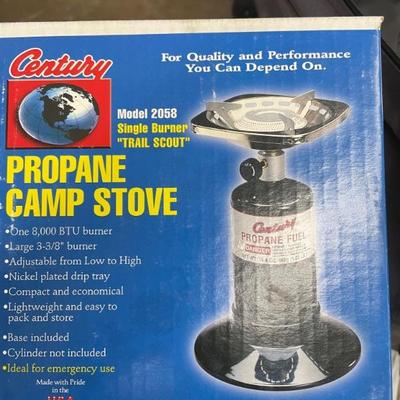 Century
For Quality and Performance
You Can Depend On.
Model 2058
Single Burner
"TRAIL SCOUT"
PROPANE
CAMP STOVE
•One 8,000 BTU burner
•Large 3-3/8" burner
•Adjustable from Low to High
•Nickel plated drip tray
•Compact and economical
•Lightweight and easy to
pack and store
•Base included
•Cylinder not included
•Ideal for emergency use
Made with Pride
in the
USA
Century
PROPANE FUEL
DANGER